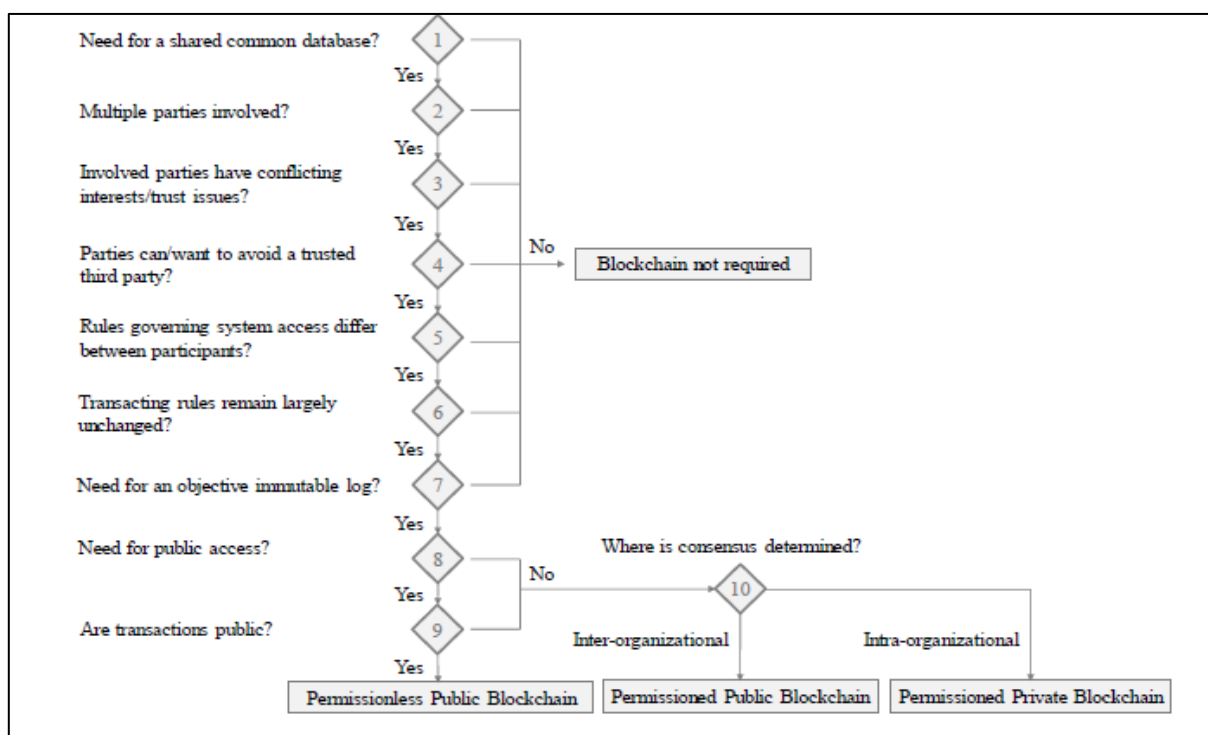 Need for a shared common database?
1
Yes
Multiple parties involved?
2
Yes
Involved parties have conflicting
interests/trust issues?
3
Yes
Parties can/want to avoid a trusted
third party?
4
No
Blockchain not required
Yes
Rules governing system access differ
between participants?
5
Yes
Transacting rules remain largely
unchanged?
6
Yes
Need for an objective immutable log?
7
Yes
Need for public access?
8
Where is consensus determined?
No
10
Yes
Are transactions public?
9
Inter-organizational
Intra-organizational
Yes
Permissionless Public Blockchain
Permissioned Public Blockchain
Permissioned Private Blockchain